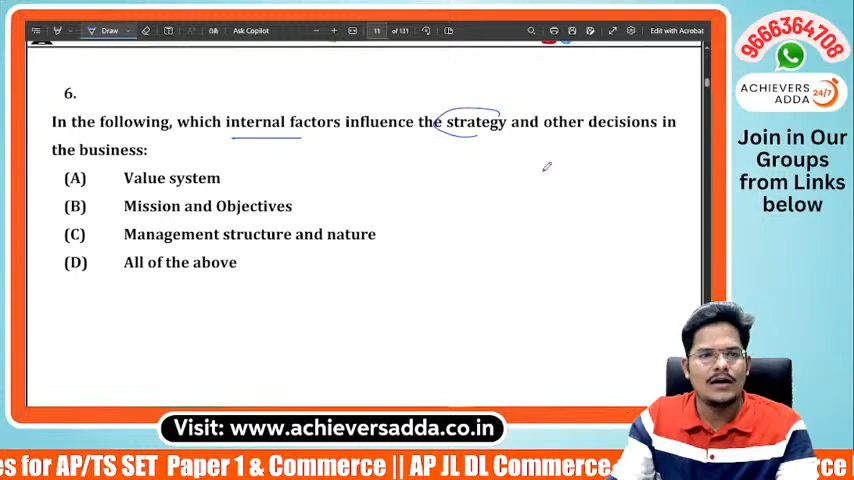 Draw
Ask Copilot
11
of 131
Edit with Acrobat
9666364708
ACHIEVERS
ADDA
24/7
Join in Our
Groups
from Links
below
6.
In the following, which internal factors influence the strategy and other decisions in
the business:
(A) Value system
(B) Mission and Objectives
(C) Management structure and nature
(D) All of the above
Visit: www.achieversadda.co.in
es for AP/TS SET Paper 1 & Commerce || AP JL DL Commerce
rce